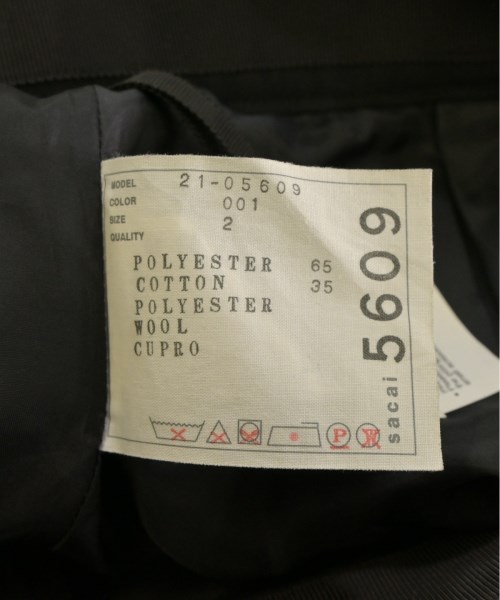 MODEL 21-05609
COLOR 001
SIZE 2
QUALITY
POLYESTER 65
COTTON 35
POLYESTER
WOOL
CUPRO
sacai 5609
P
W